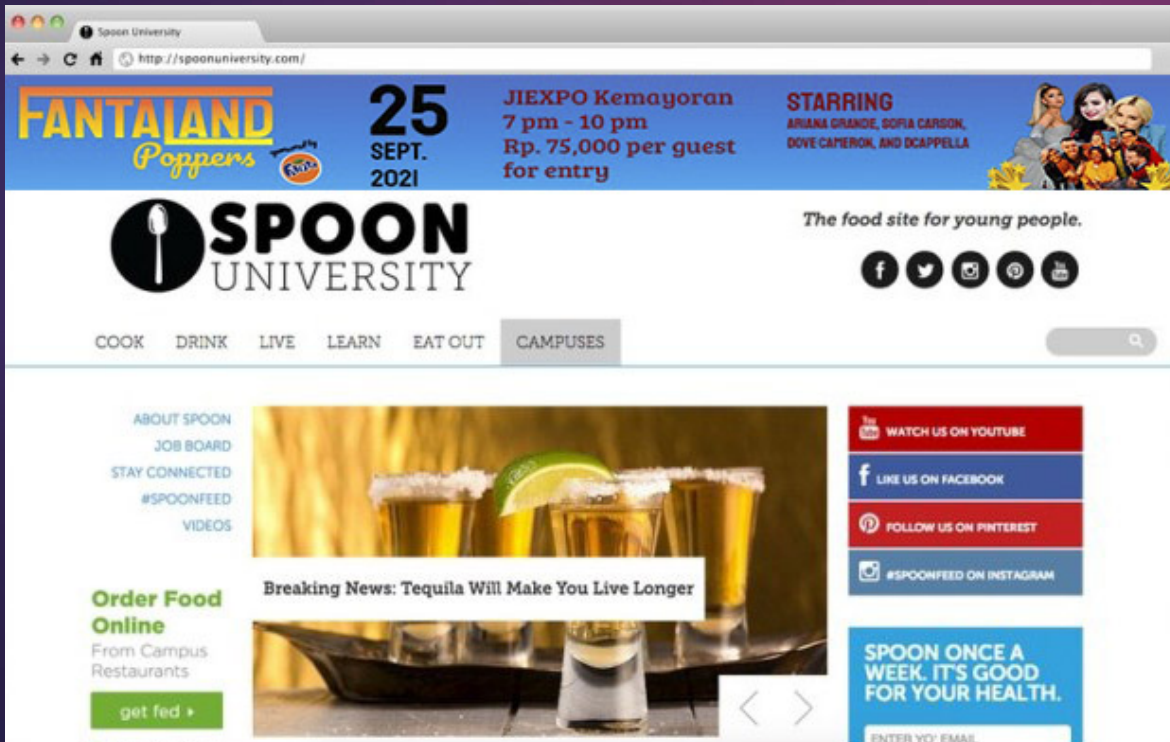 Spoon University
http://spoonuniversity.com/
FANTALAND
Poppers
powered by
Fanta
25
SEPT.
2021
JIEXPO Kemayoran
7 pm - 10 pm
Rp. 75,000 per guest
for entry
STARRING
ARIANA GRANDE, SOFIA CARSON,
DOVE CAMERON, AND DCAPPELLA
SPOON
UNIVERSITY
The food site for young people.
COOK DRINK LIVE LEARN EAT OUT CAMPUSES
ABOUT SPOON
JOB BOARD
STAY CONNECTED
#SPOONFEED
VIDEOS
Order Food
Online
From Campus
Restaurants
get fed
Breaking News: Tequila Will Make You Live Longer
You Tube WATCH US ON YOUTUBE
f LIKE US ON FACEBOOK
FOLLOW US ON PINTEREST
#SPOONFEED ON INSTAGRAM
SPOON ONCE A
WEEK. IT'S GOOD
FOR YOUR HEALTH.
ENTER YO' EMAIL